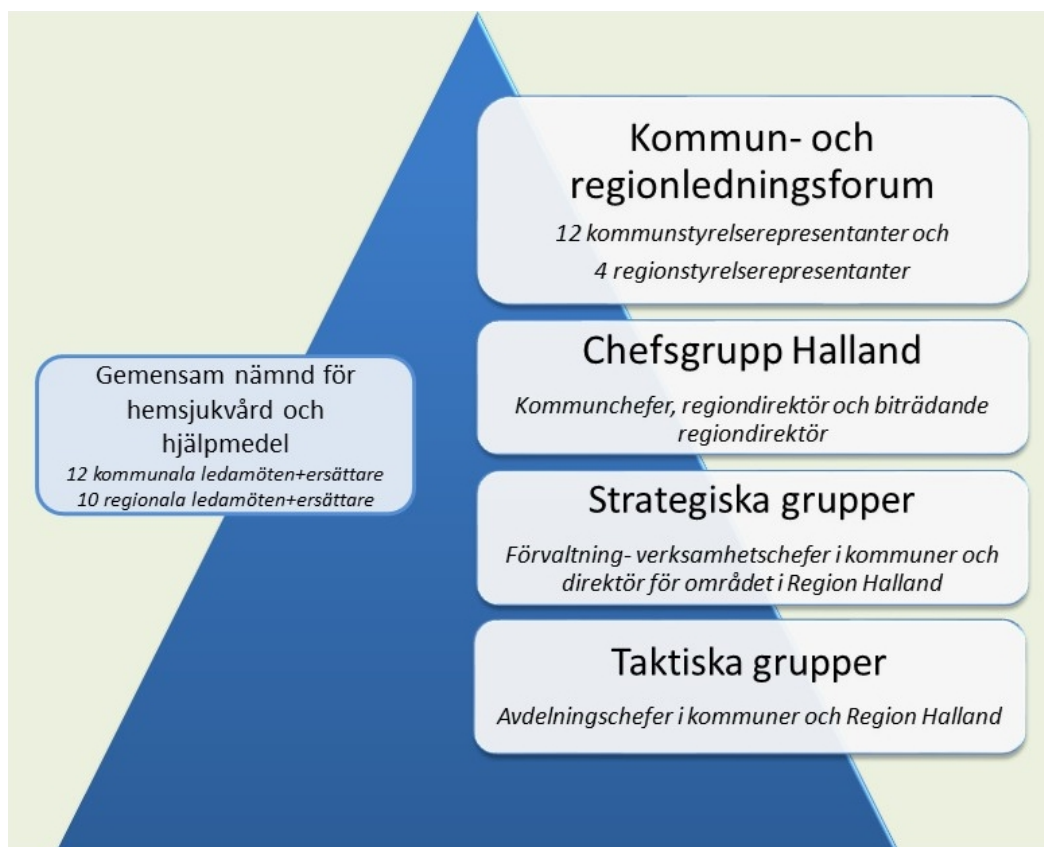 Kommun- och
regionledningsforum
12 kommunstyrelserepresentanter och
4 regionstyrelserepresentanter
Chefsgrupp Halland
Kommunchefer, regiondirektör och biträdande
regiondirektör
Gemensam nämnd för
hemsjukvård och
hjälpmedel
12 kommunala ledamöten+ersättare
10 regionala ledamöten+ersättare
Strategiska grupper
Förvaltning- verksamhetschefer i kommuner och
direktör för området i Region Halland
Taktiska grupper
Avdelningschefer i kommuner och Region Halland